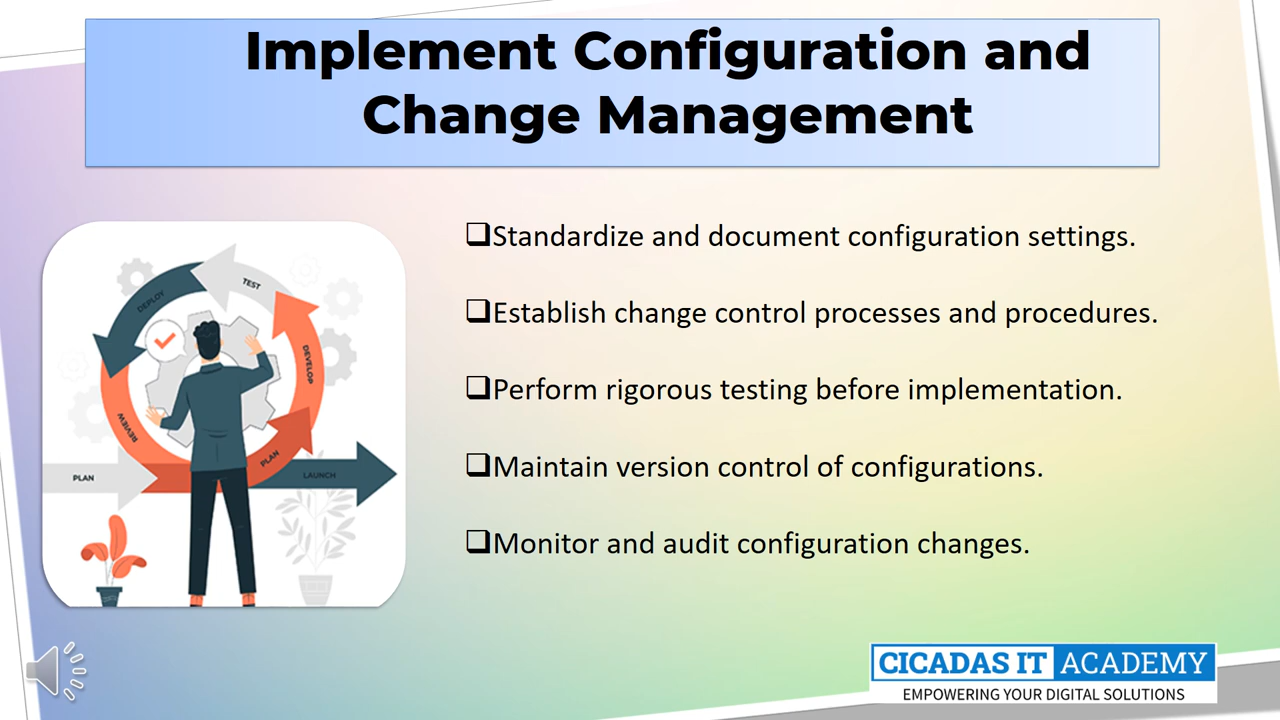 Implement Configuration and
Change Management
❑Standardize and document configuration settings.
❑Establish change control processes and procedures.
❑Perform rigorous testing before implementation.
❑Maintain version control of configurations.
❑Monitor and audit configuration changes.
TEST
DEPLOY
DEVELOP
REVIEW
PLAN
PLAN
LAUNCH
CICADAS IT ACADEMY
EMPOWERING YOUR DIGITAL SOLUTIONS